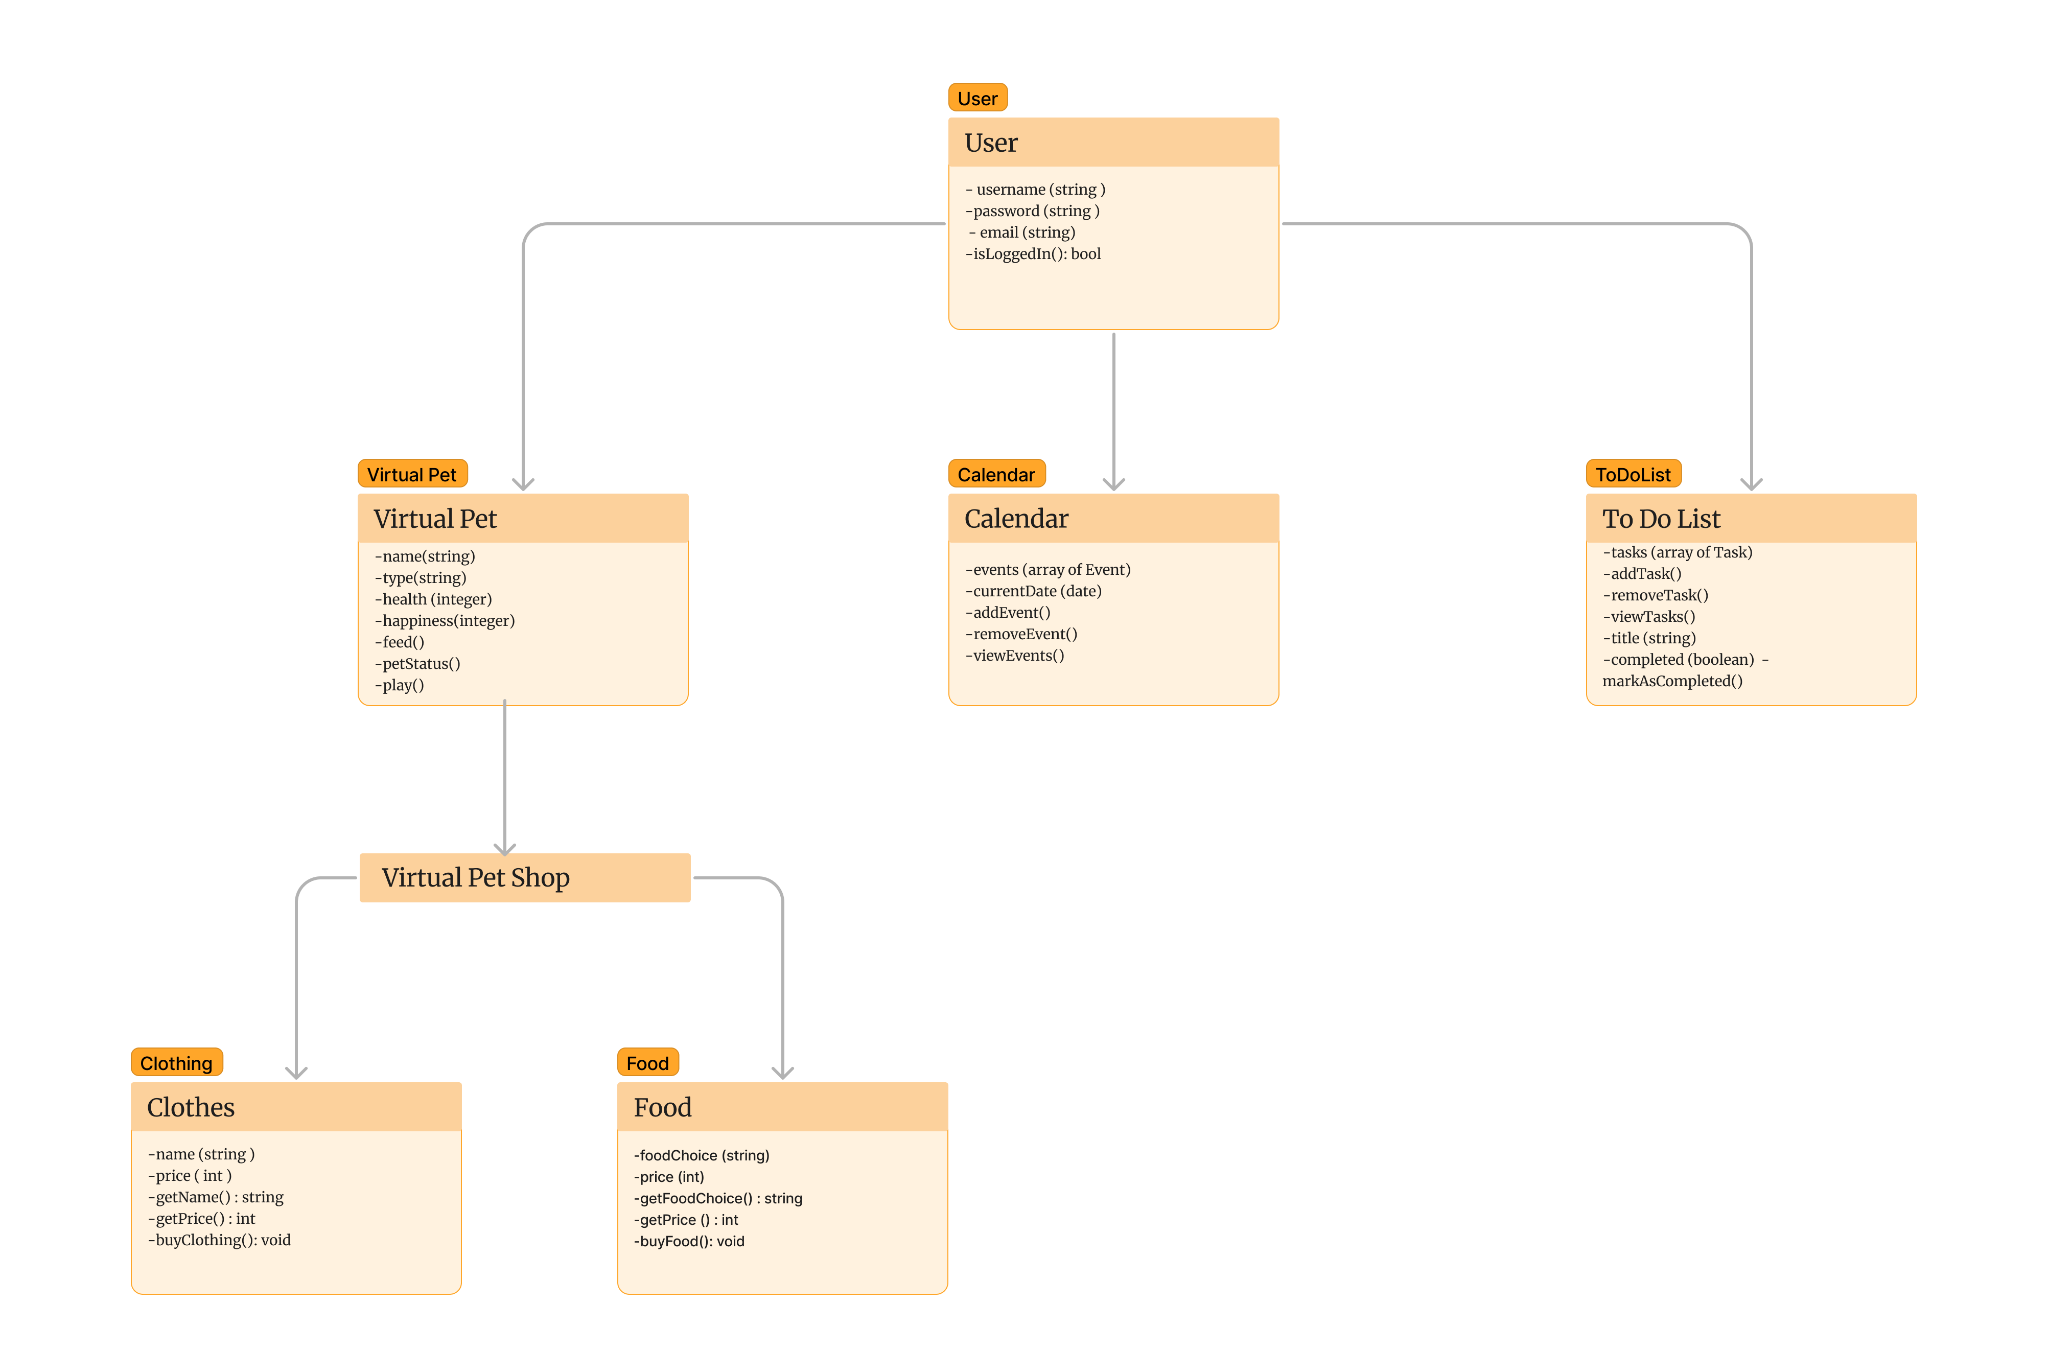 User
User
- username (string )
-password (string )
- email (string)
-isLoggedIn(): bool
Virtual Pet
Virtual Pet
-name(string)
-type(string)
-health (integer)
-happiness(integer)
-feed()
-petStatus()
-play()
Calendar
Calendar
-events (array of Event)
-currentDate (date)
-addEvent()
-removeEvent()
-viewEvents()
ToDoList
To Do List
-tasks (array of Task)
-addTask()
-removeTask()
-viewTasks()
-title (string)
-completed (boolean) -
markAsCompleted()
Virtual Pet Shop
Clothing
Clothes
-name (string )
-price ( int )
-getName() : string
-getPrice() : int
-buyClothing(): void
Food
Food
-foodChoice (string)
-price (int)
-getFoodChoice() : string
-getPrice () : int
-buyFood(): void